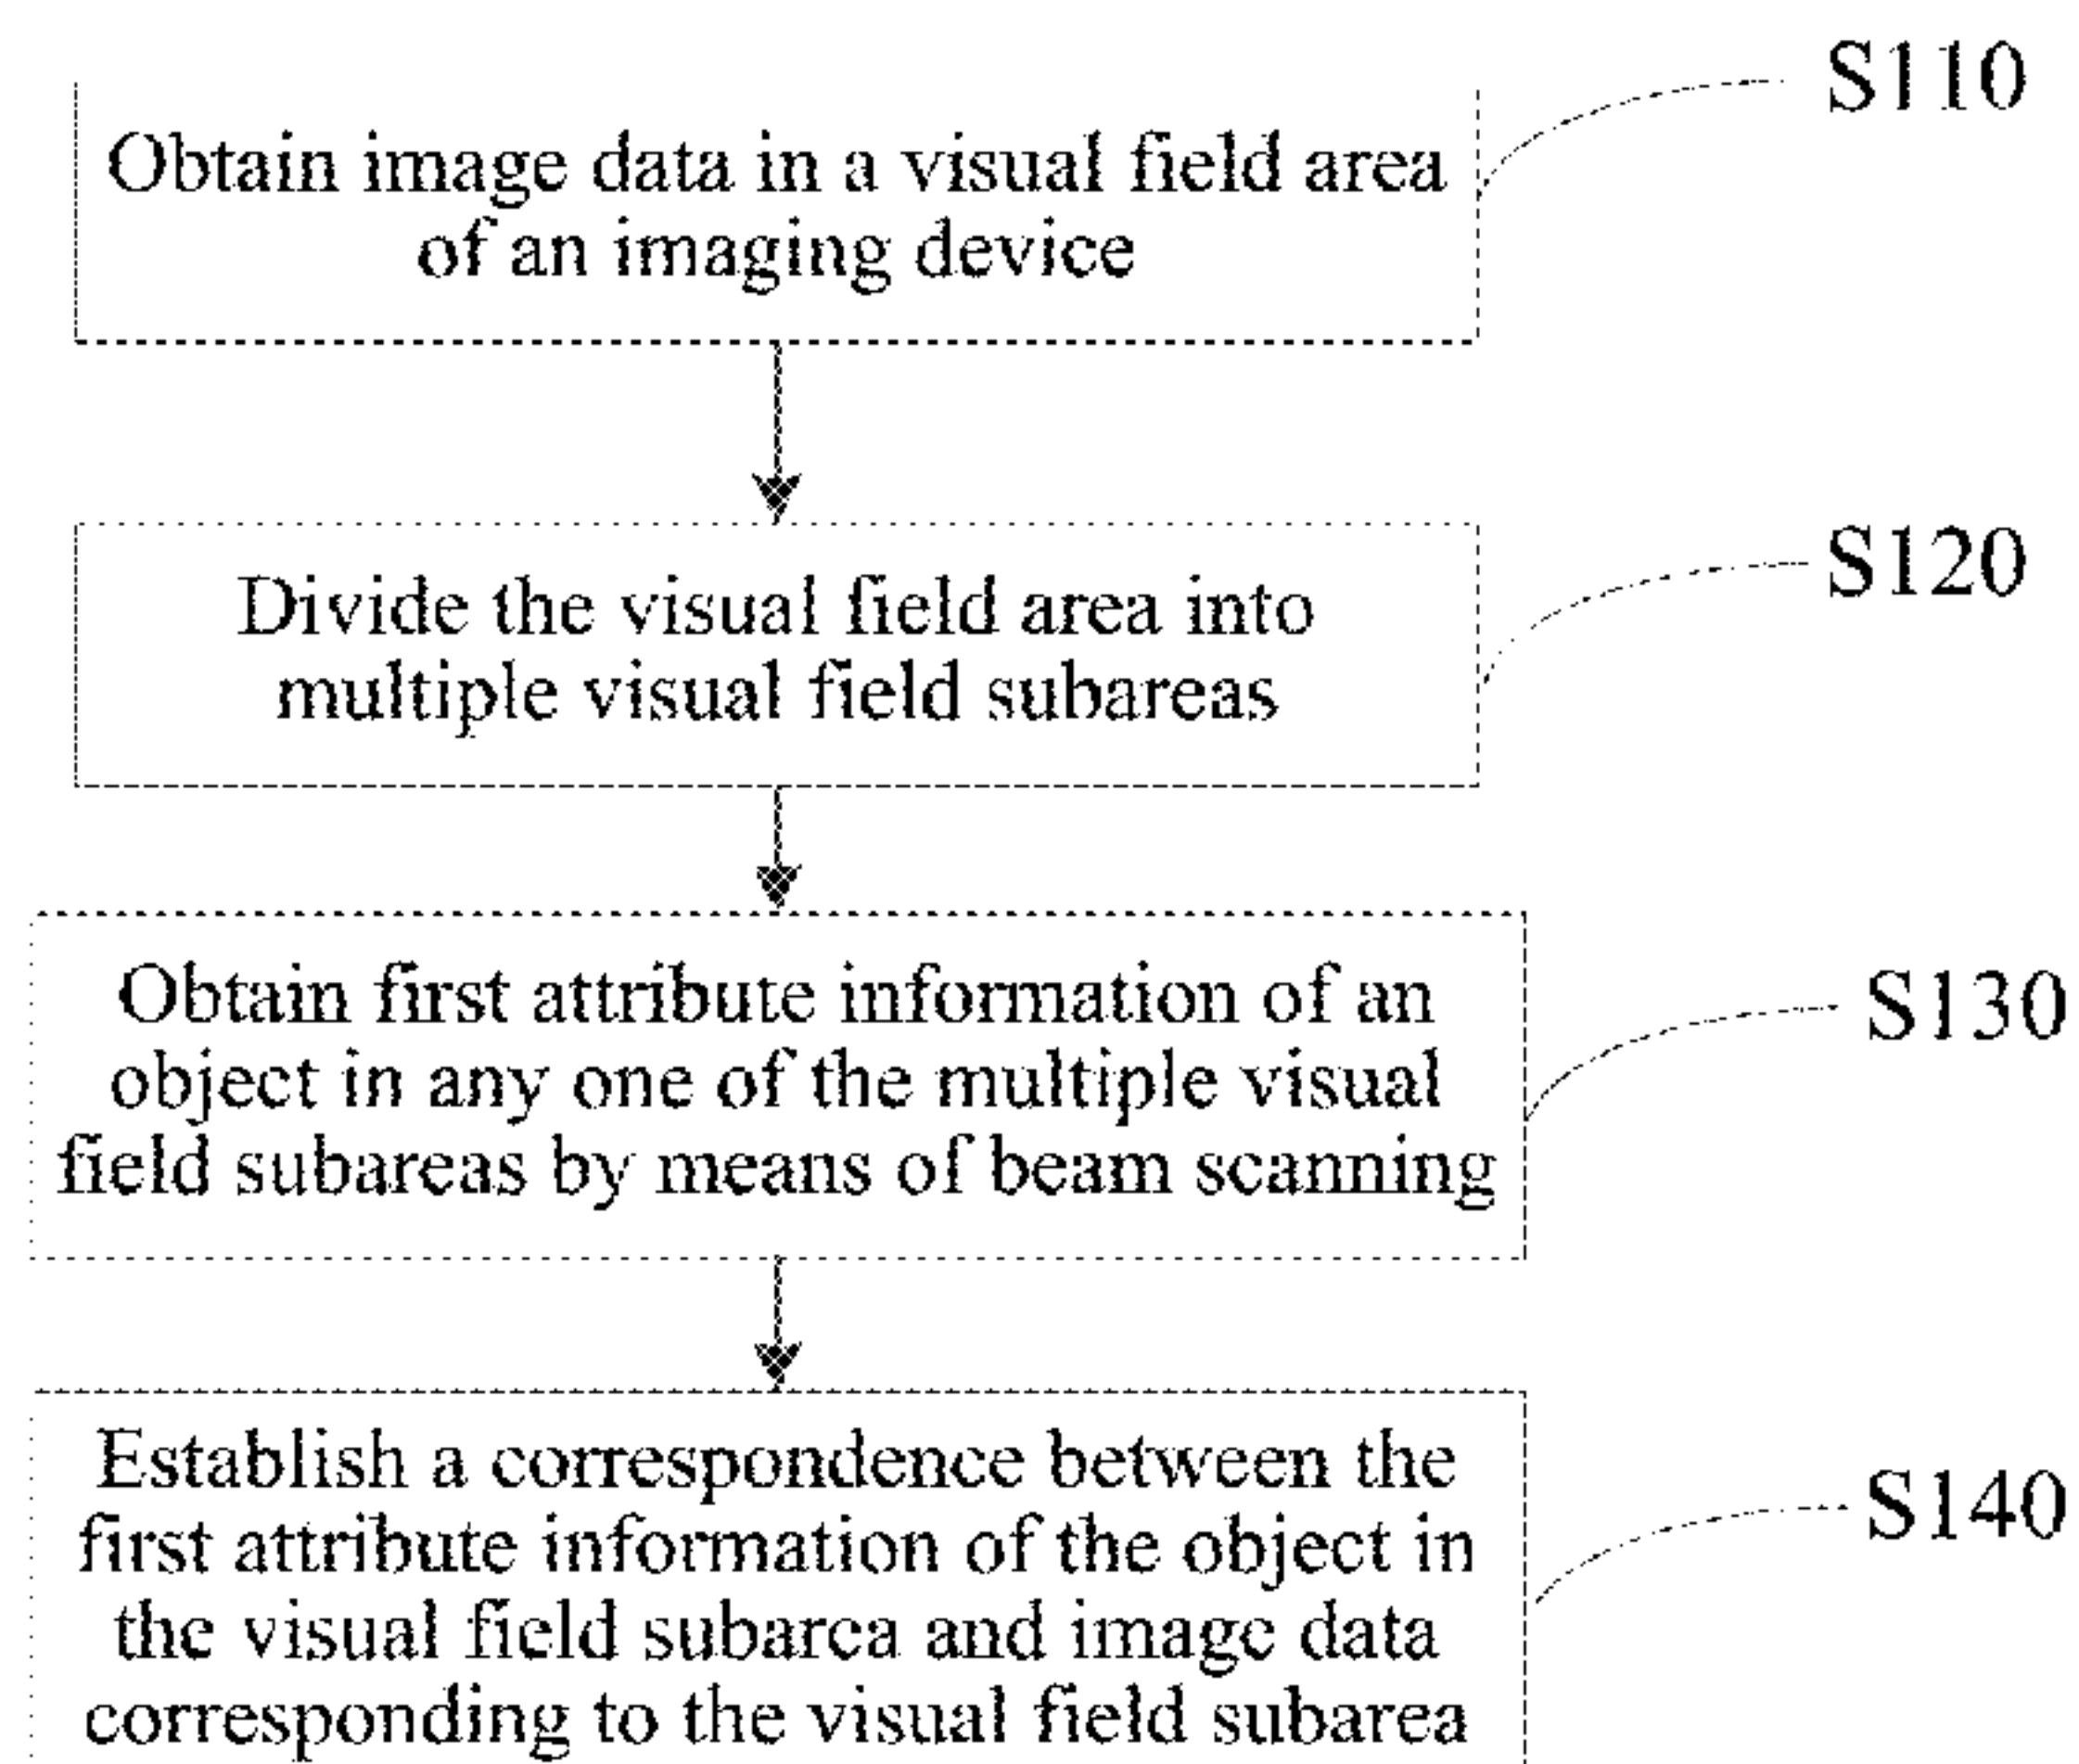 S110
Obtain image data in a visual field area
of an imaging device
S120
Divide the visual field area into
multiple visual field subareas
S130
Obtain first attribute information of an
object in any one of the multiple visual
field subareas by means of beam scanning
S140
Establish a correspondence between the
first attribute information of the object in
the visual field subarea and image data
corresponding to the visual field subarea